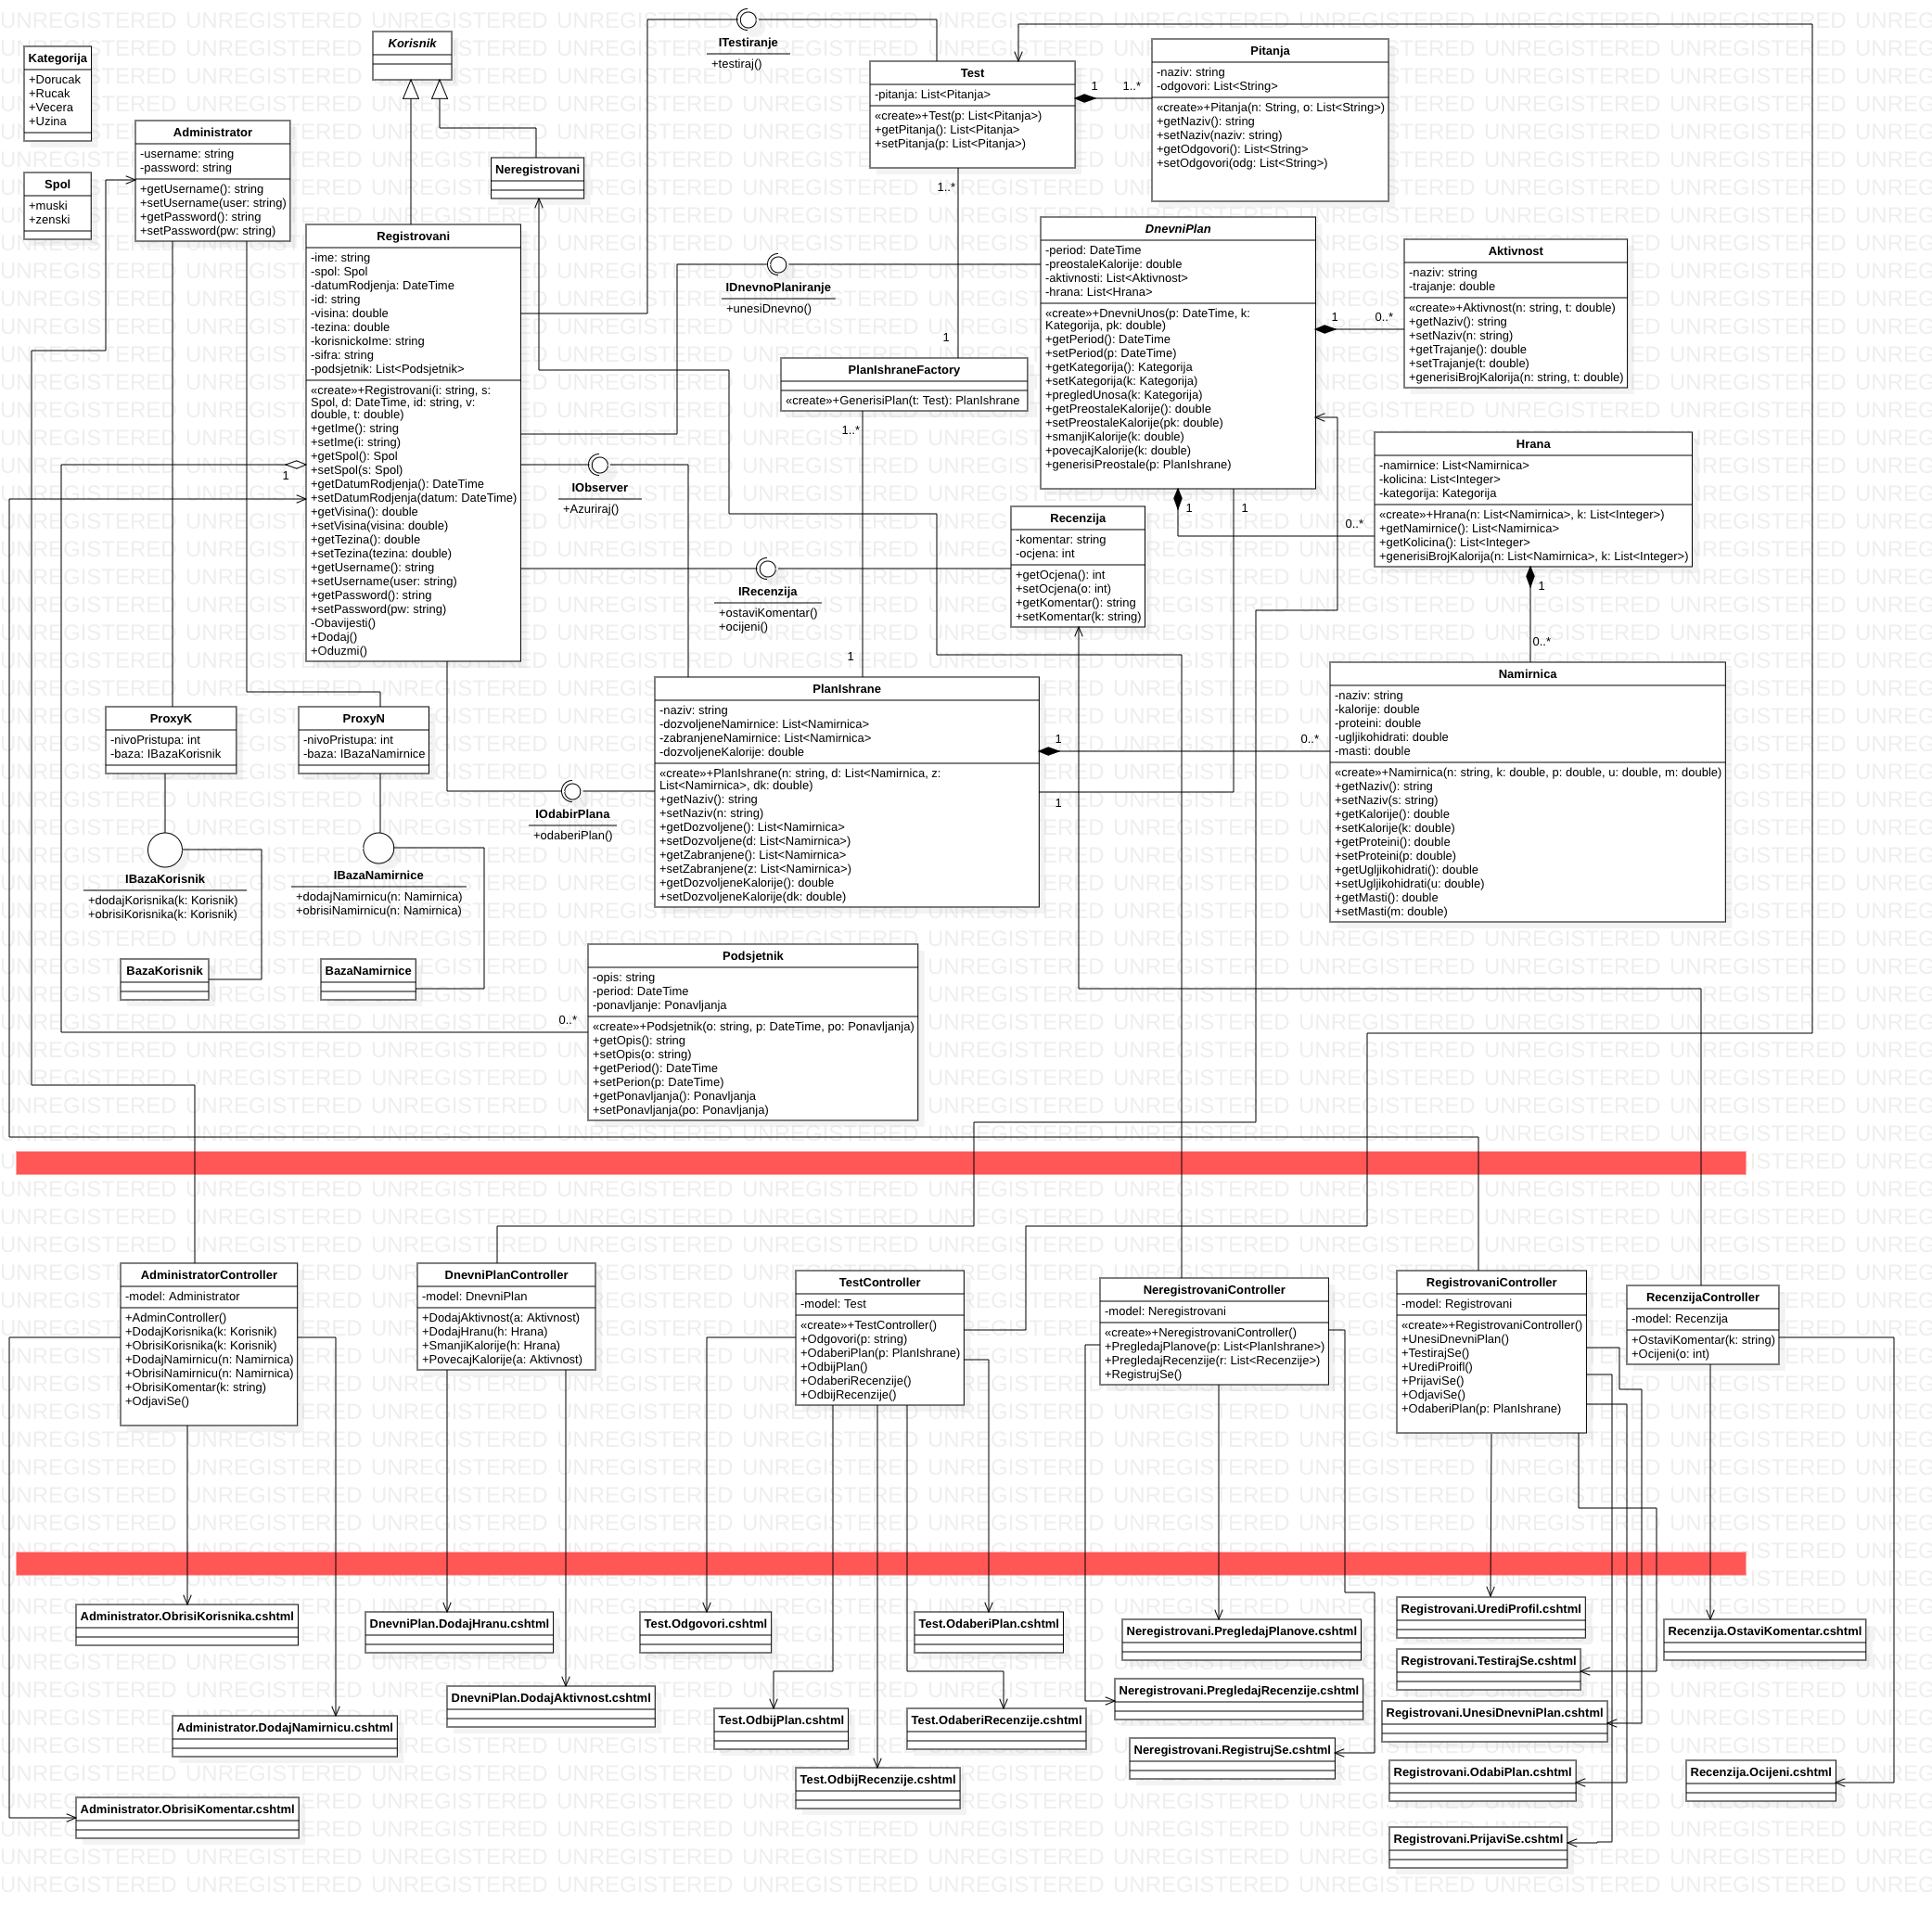 Kategorija
+Dorucak
+Rucak
+Vecera
+Uzina
Spol
+muski
+zenski
Korisnik
Administrator
-username: string
-password: string
+getUsername(): string
+setUsername(user: string)
+getPassword(): string
+setPassword(pw: string)
Neregistrovani
Registrovani
-ime: string
-spol: Spol
-datumRodjenja: DateTime
-id: string
-visina: double
-tezina: double
-korisnickoIme: string
-sifra: string
-podsjetnik: List<Podsjetnik>
«create»+Registrovani(i: string, s:
Spol, d: DateTime, id: string, v:
double, t: double)
+getIme(): string
+setIme(i: string)
+getSpol(): Spol
+setSpol(s: Spol)
+getDatumRodjenja(): DateTime
+setDatumRodjenja(datum: DateTime)
+getVisina(): double
+setVisina(visina: double)
+getTezina(): double
+setTezina(tezina: double)
+getUsername(): string
+setUsername(user: string)
+getPassword(): string
+setPassword(pw: string)
-Obavijesti()
+Dodaj()
+Oduzmi()
1
ITestiranje
+testiraj()
Test
-pitanja: List<Pitanja>
«create»+Test(p: List<Pitanja>)
+getPitanja(): List<Pitanja>
+setPitanja(p: List<Pitanja>)
1
1..*
Pitanja
-naziv: string
-odgovori: List<String>
«create»+Pitanja(n: String, o: List<String>)
+getNaziv(): string
+setNaziv(naziv: string)
+getOdgovori(): List<String>
+setOdgovori(odg: List<String>)
1..*
1
IDnevnoPlaniranje
+unesiDnevno()
PlanIshraneFactory
«create»+GenerisiPlan(t: Test): PlanIshrane
1..*
1
DnevniPlan
-period: DateTime
-preostaleKalorije: double
-aktivnosti: List<Aktivnost>
-hrana: List<Hrana>
«create»+DnevniUnos(p: DateTime, k:
Kategorija, pk: double)
+getPeriod(): DateTime
+setPeriod(p: DateTime)
+getKategorija(): Kategorija
+setKategorija(k: Kategorija)
+pregledUnosa(k: Kategorija)
+getPreostaleKalorije(): double
+setPreostaleKalorije(pk: double)
+smanjiKalorije(k: double)
+povecajKalorije(k: double)
+generisiPreostale(p: PlanIshrane)
1
0..*
Aktivnost
-naziv: string
-trajanje: double
«create»+Aktivnost(n: string, t: double)
+getNaziv(): string
+setNaziv(n: string)
+getTrajanje(): double
+setTrajanje(t: double)
+generisiBrojKalorija(n: string, t: double)
Hrana
-namirnice: List<Namirnica>
-kolicina: List<Integer>
-kategorija: Kategorija
«create»+Hrana(n: List<Namirnica>, k: List<Integer>)
+getNamirnice(): List<Namirnica>
+getKolicina(): List<Integer>
+generisiBrojKalorija(n: List<Namirnica>, k: List<Integer>)
1
1
0..*
1
0..*
IObserver
+Azuriraj()
Recenzija
-komentar: string
-ocjena: int
+getOcjena(): int
+setOcjena(o: int)
+getKomentar(): string
+setKomentar(k: string)
IRecenzija
+ostaviKomentar()
+ocijeni()
PlanIshrane
-naziv: string
-dozvoljeneNamirnice: List<Namirnica>
-zabranjeneNamirnice: List<Namirnica>
-dozvoljeneKalorije: double
«create»+PlanIshrane(n: string, d: List<Namirnica, z:
List<Namirnica>, dk: double)
+getNaziv(): string
+setNaziv(n: string)
+getDozvoljene(): List<Namirnica>
+setDozvoljene(d: List<Namirnica>)
+getZabranjene(): List<Namirnica>
+setZabranjene(z: List<Namirnica>)
+getDozvoljeneKalorije(): double
+setDozvoljeneKalorije(dk: double)
1
0..*
1
Namirnica
-naziv: string
-kalorije: double
-proteini: double
-ugljikohidrati: double
-masti: double
«create»+Namirnica(n: string, k: double, p: double, u: double, m: double)
+getNaziv(): string
+setNaziv(s: string)
+getKalorije(): double
+setKalorije(k: double)
+getProteini(): double
+setProteini(p: double)
+getUgljikohidrati(): double
+setUgljikohidrati(u: double)
+getMasti(): double
+setMasti(m: double)
ProxyK
-nivoPristupa: int
-baza: IBazaKorisnik
ProxyN
-nivoPristupa: int
-baza: IBazaNamirnice
IOdabirPlana
+odaberiPlan()
IBazaKorisnik
+dodajKorisnika(k: Korisnik)
+obrisiKorisnika(k: Korisnik)
IBazaNamirnice
+dodajNamirnicu(n: Namirnica)
+obrisiNamirnicu(n: Namirnica)
BazaKorisnik
BazaNamirnice
0..*
Podsjetnik
-opis: string
-period: DateTime
-ponavljanje: Ponavljanja
«create»+Podsjetnik(o: string, p: DateTime, po: Ponavljanja)
+getOpis(): string
+setOpis(o: string)
+getPeriod(): DateTime
+setPerion(p: DateTime)
+getPonavljanja(): Ponavljanja
+setPonavljanja(po: Ponavljanja)
AdministratorController
-model: Administrator
+AdminController()
+DodajKorisnika(k: Korisnik)
+ObrisiKorisnika(k: Korisnik)
+DodajNamirnicu(n: Namirnica)
+ObrisiNamirnicu(n: Namirnica)
+ObrisiKomentar(k: string)
+OdjaviSe()
DnevniPlanController
-model: DnevniPlan
+DodajAktivnost(a: Aktivnost)
+DodajHranu(h: Hrana)
+SmanjiKalorije(h: Hrana)
+PovecajKalorije(a: Aktivnost)
TestController
-model: Test
«create»+TestController()
+Odgovori(p: string)
+OdaberiPlan(p: PlanIshrane)
+OdbijPlan()
+OdaberiRecenzije()
+OdbijRecenzije()
NeregistrovaniController
-model: Neregistrovani
«create»+NeregistrovaniController()
+PregledajPlanove(p: List<PlanIshrane>)
+PregledajRecenzije(r: List<Recenzije>)
+RegistrujSe()
RegistrovaniController
-model: Registrovani
«create»+RegistrovaniController()
+UnesiDnevniPlan()
+TestirajSe()
+UrediProifl()
+PrijaviSe()
+OdjaviSe()
+OdaberiPlan(p: PlanIshrane)
RecenzijaController
-model: Recenzija
+OstaviKomentar(k: string)
+Ocijeni(o: int)
Administrator.ObrisiKorisnika.cshtml
Administrator.DodajNamirnicu.cshtml
Administrator.ObrisiKomentar.cshtml
DnevniPlan.DodajHranu.cshtml
DnevniPlan.DodajAktivnost.cshtml
Test.Odgovori.cshtml
Test.OdaberiPlan.cshtml
Test.OdbijPlan.cshtml
Test.OdaberiRecenzije.cshtml
Test.OdbijRecenzije.cshtml
Neregistrovani.PregledajPlanove.cshtml
Neregistrovani.PregledajRecenzije.cshtml
Neregistrovani.RegistrujSe.cshtml
Registrovani.UrediProfil.cshtml
Registrovani.TestirajSe.cshtml
Registrovani.UnesiDnevniPlan.cshtml
Registrovani.OdabiPlan.cshtml
Registrovani.PrijaviSe.cshtml
Recenzija.OstaviKomentar.cshtml
Recenzija.Ocijeni.cshtml